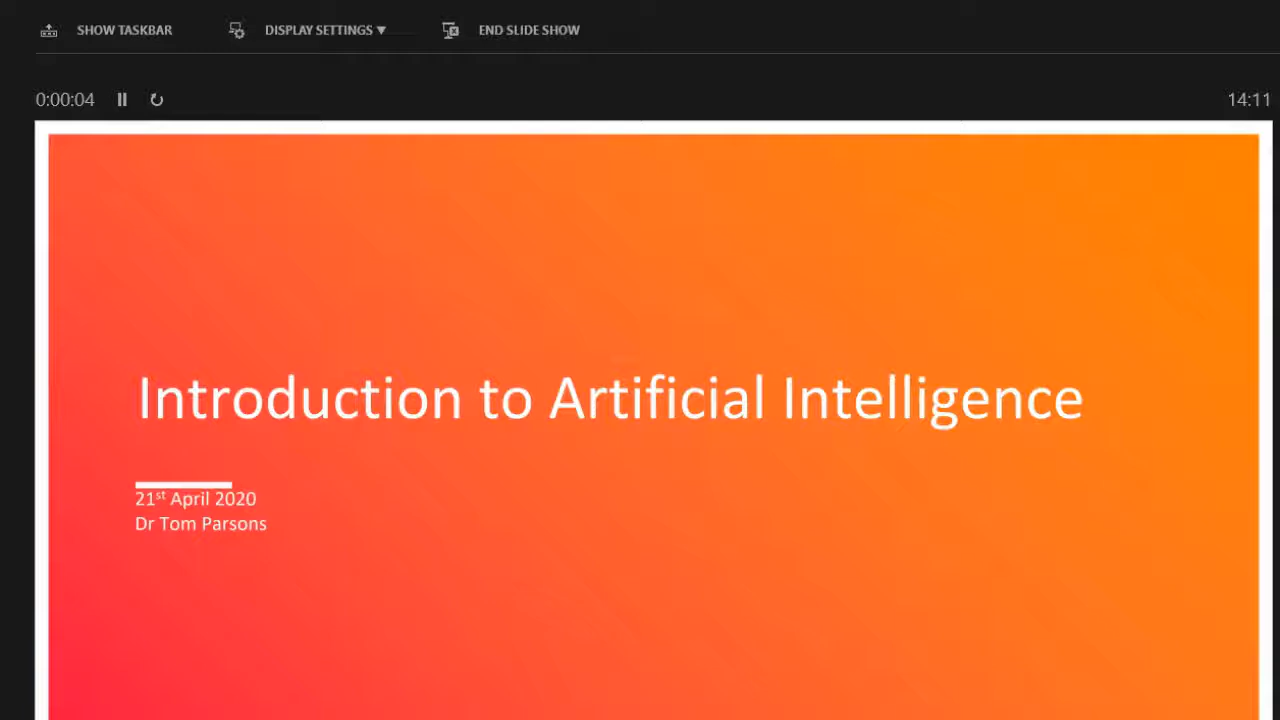 SHOW TASKBAR DISPLAY SETTINGS ▼ END SLIDE SHOW
0:00:04 14:11
Introduction to Artificial Intelligence
21st April 2020
Dr Tom Parsons